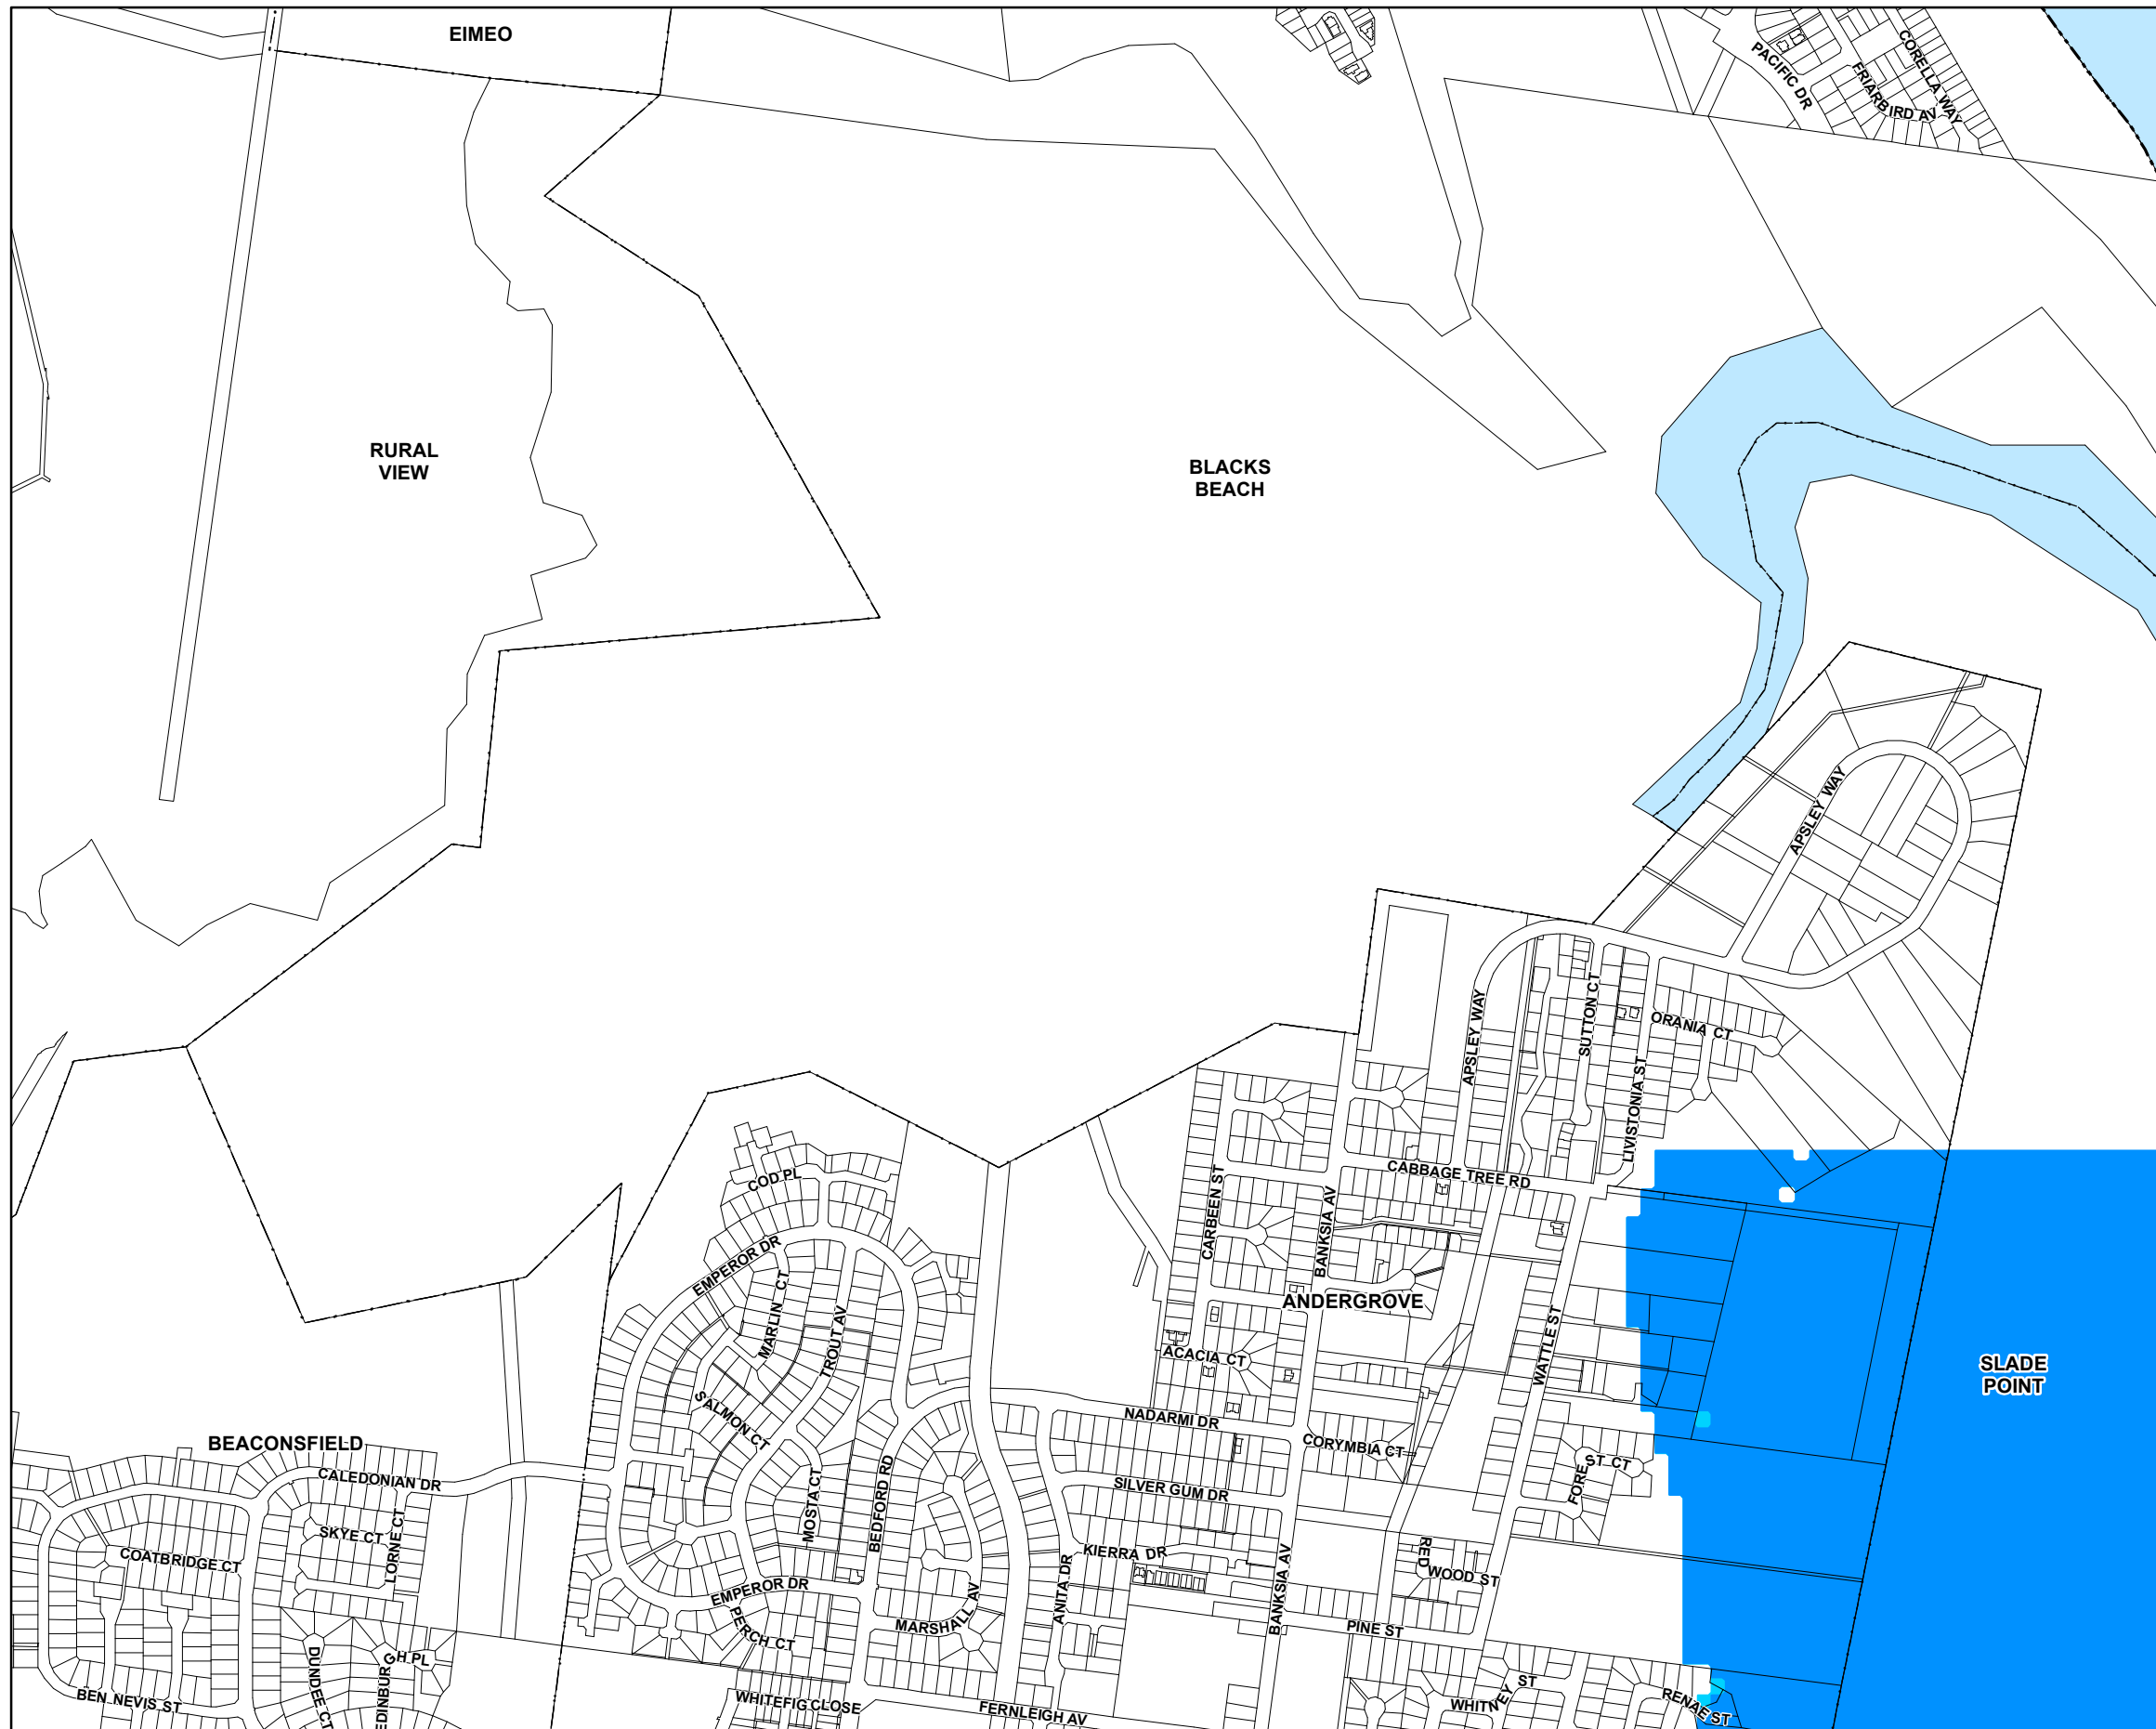 EIMEO
PACIFIC DR
FRIARBIRD AV
CORELLA WAY
RURAL
VIEW
BLACKS
BEACH
APSLEY WAY
APSLEY WAY
SUTTON CT
ORANIA CT
LIVISTONIA ST
CABBAGE TREE RD
CARBEEN ST
BANKSIA AV
COD PL
EMPEROR DR
MARLIN CT
TROUT AV
ANDERGROVE
WATTLE ST
ACACIA CT
SLADE
POINT
SALMON CT
NADARMI DR
CORYMBIA CT
BEACONSFIELD
CALEDONIAN DR
SILVER GUM DR
FOREST CT
MOSTA CT
BEDFORD RD
SKYE CT
LORNE CT
COATBRIDGE CT
KIERRA DR
ANITA DR
BANKSIA AV
RED
WOOD ST
EMPEROR DR
PERCH CT
MARSHALL AV
PINE ST
DUNDEE CT
EDINBURGH PL
BEN NEVIS ST
WHITEFIG CLOSE
FERNLEIGH AV
WHITNEY ST
RENAE ST